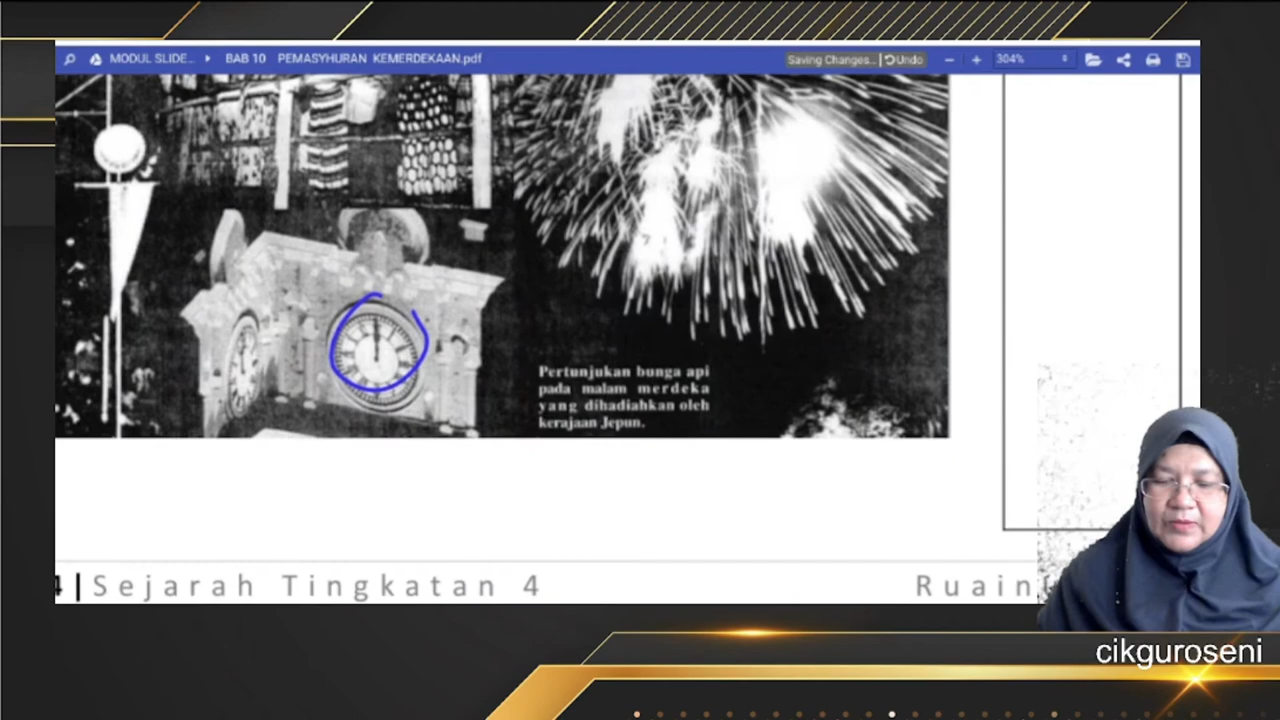 MODUL SLIDE... BAB 10 PEMASYHURAN KEMERDEKAAN.pdf Saving Changes... | Undo 304%
Pertunjukan bunga api
pada malam merdeka
yang dihadiahkan oleh
kerajaan Jepun.
4|Sejarah Tingkatan 4 Ruain
cikguroseni